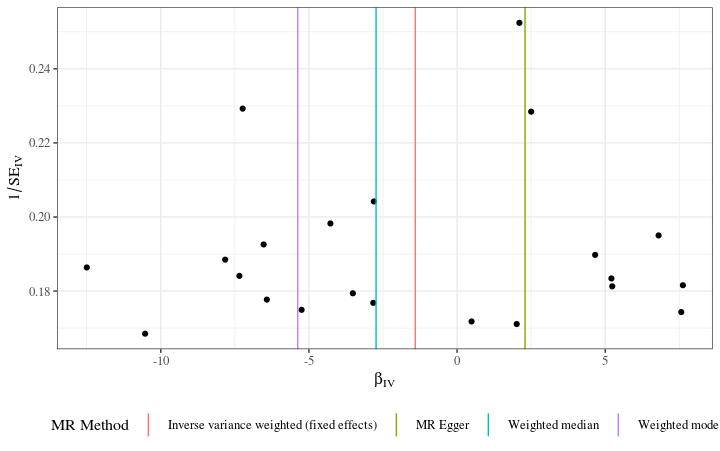 1/SE_IV
0.24
0.22
0.20
0.18
-10
-5
0
5
β_IV
MR Method
Inverse variance weighted (fixed effects)
MR Egger
Weighted median
Weighted mode